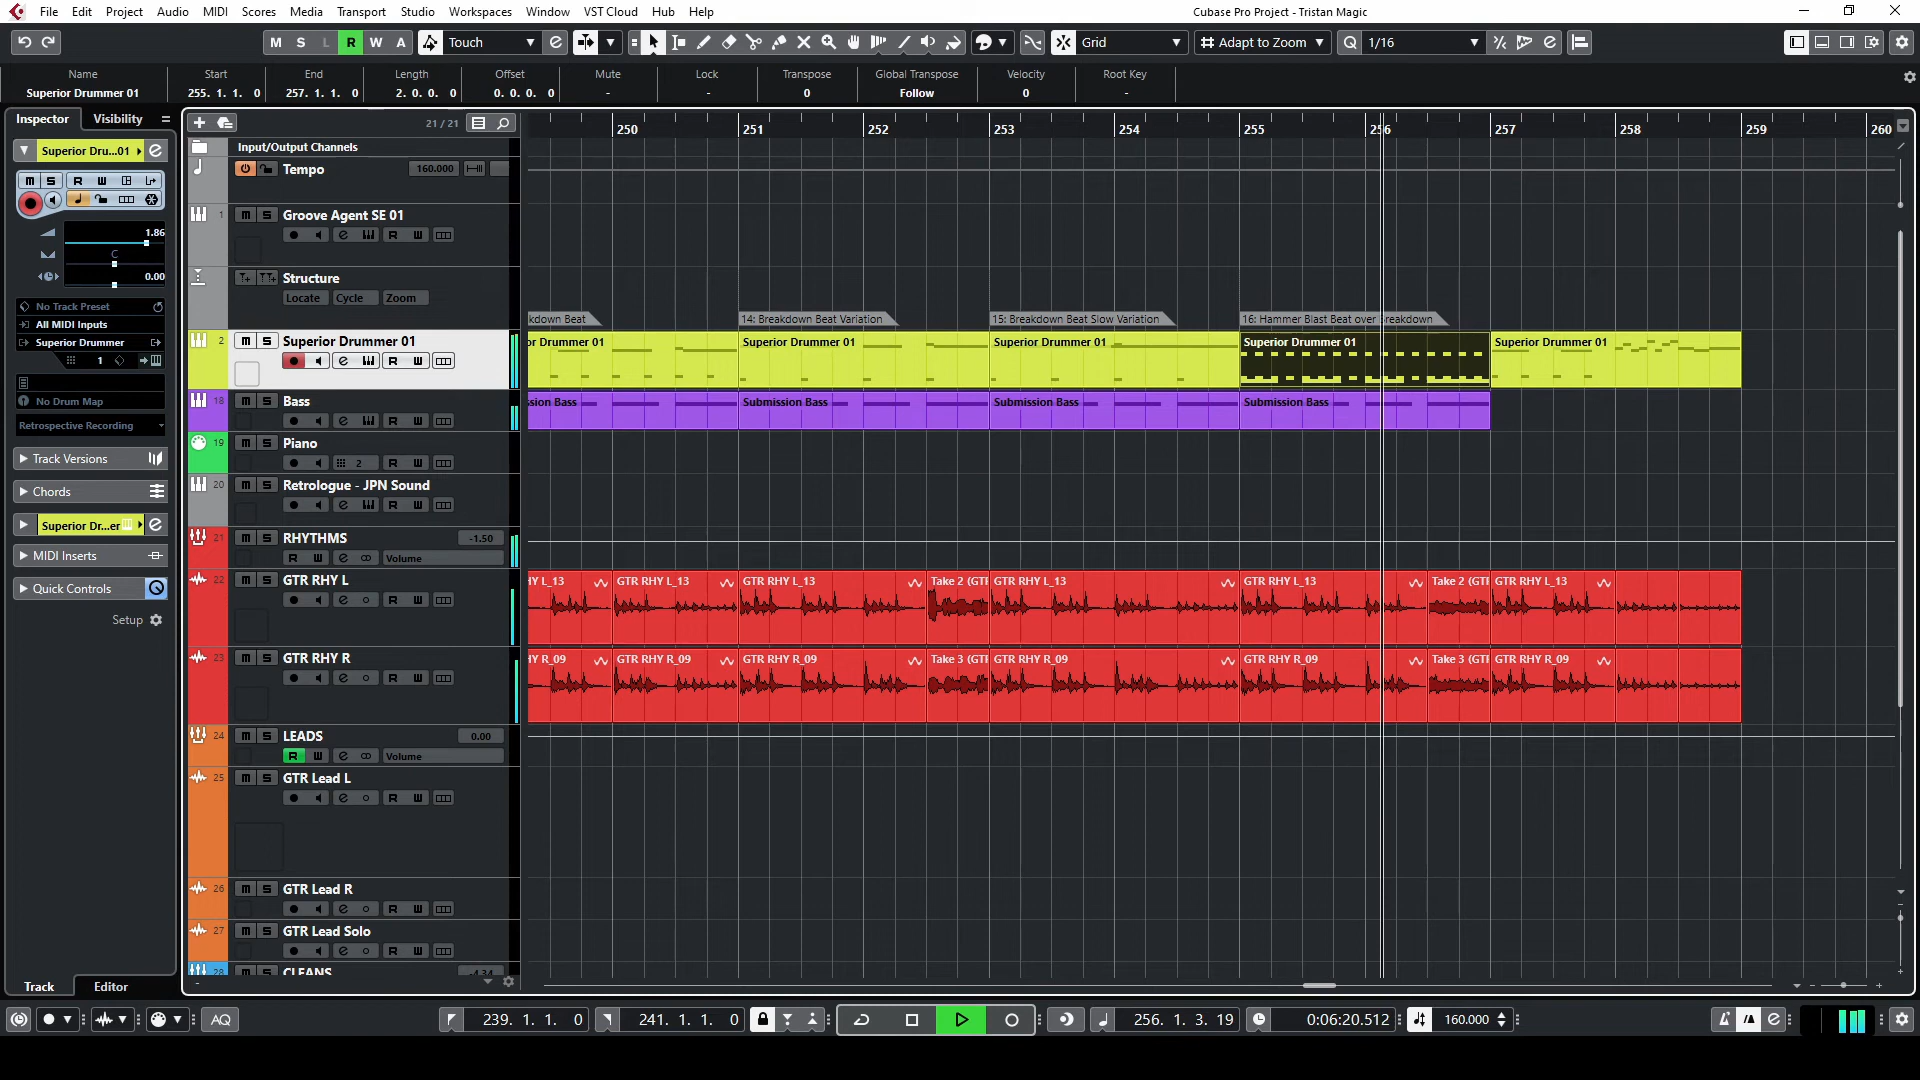 File Edit Project Audio MIDI Scores Media Transport Studio Workspaces Window VST Cloud Hub Help
Cubase Pro Project - Tristan Magic
M S L R W A Touch Grid Adapt to Zoom Q 1/16
Name Start End Length Offset Mute Lock Transpose Global Transpose Velocity Root Key
Superior Drummer 01 255. 1. 1. 0 257. 1. 1. 0 2. 0. 0. 0 0. 0. 0. 0 - - 0 Follow 0 -
Inspector Visibility
21 / 21
250 251 252 253 254 255 256 257 258 259 260
Superior Dru...01
M S R W
1.86
C
0.00
No Track Preset
All MIDI Inputs
Superior Drummer
1
No Drum Map
Retrospective Recording
Track Versions
Chords
Superior Dr...er
MIDI Inserts
Quick Controls
Setup
Track Editor
Input/Output Channels
Tempo 160.000
1 M S Groove Agent SE 01
R W
Structure
Locate Cycle Zoom
kdown Beat 14: Breakdown Beat Variation 15: Breakdown Beat Slow Variation 16: Hammer Blast Beat over Breakdown
2 M S Superior Drummer 01
R W
or Drummer 01 Superior Drummer 01 Superior Drummer 01 Superior Drummer 01 Superior Drummer 01
18 M S Bass
R W
ssion Bass Submission Bass Submission Bass Submission Bass
19 M S Piano
2 R W
20 M S Retrologue - JPN Sound
R W
21 M S RHYTHMS -1.50
R W Volume
22 M S GTR RHY L
R W
HY L_13 GTR RHY L_13 GTR RHY L_13 Take 2 (GTI GTR RHY L_13 GTR RHY L_13 Take 2 (GTI GTR RHY L_13
23 M S GTR RHY R
R W
HY R_09 GTR RHY R_09 GTR RHY R_09 Take 3 (GTI GTR RHY R_09 GTR RHY R_09 Take 3 (GTI GTR RHY R_09
24 M S LEADS 0.00
R W Volume
25 M S GTR Lead L
R W
26 M S GTR Lead R
R W
27 M S GTR Lead Solo
R W
28 M S CLEANS -4.34
AQ 239. 1. 1. 0 241. 1. 1. 0 256. 1. 3. 19 0:06:20.512 160.000